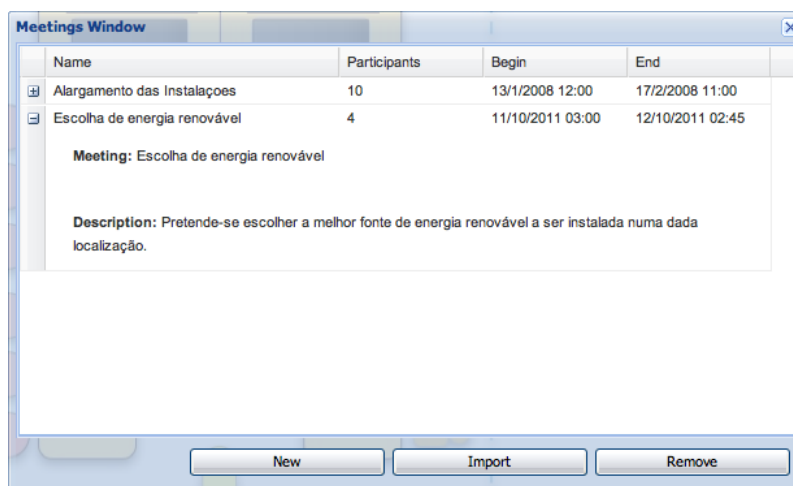 Meetings Window
Name Participants Begin End
Alargamento das Instalaçoes 10 13/1/2008 12:00 17/2/2008 11:00
Escolha de energia renovável 4 11/10/2011 03:00 12/10/2011 02:45
Meeting: Escolha de energia renovável
Description: Pretende-se escolher a melhor fonte de energia renovável a ser instalada numa dada
localização.
New Import Remove